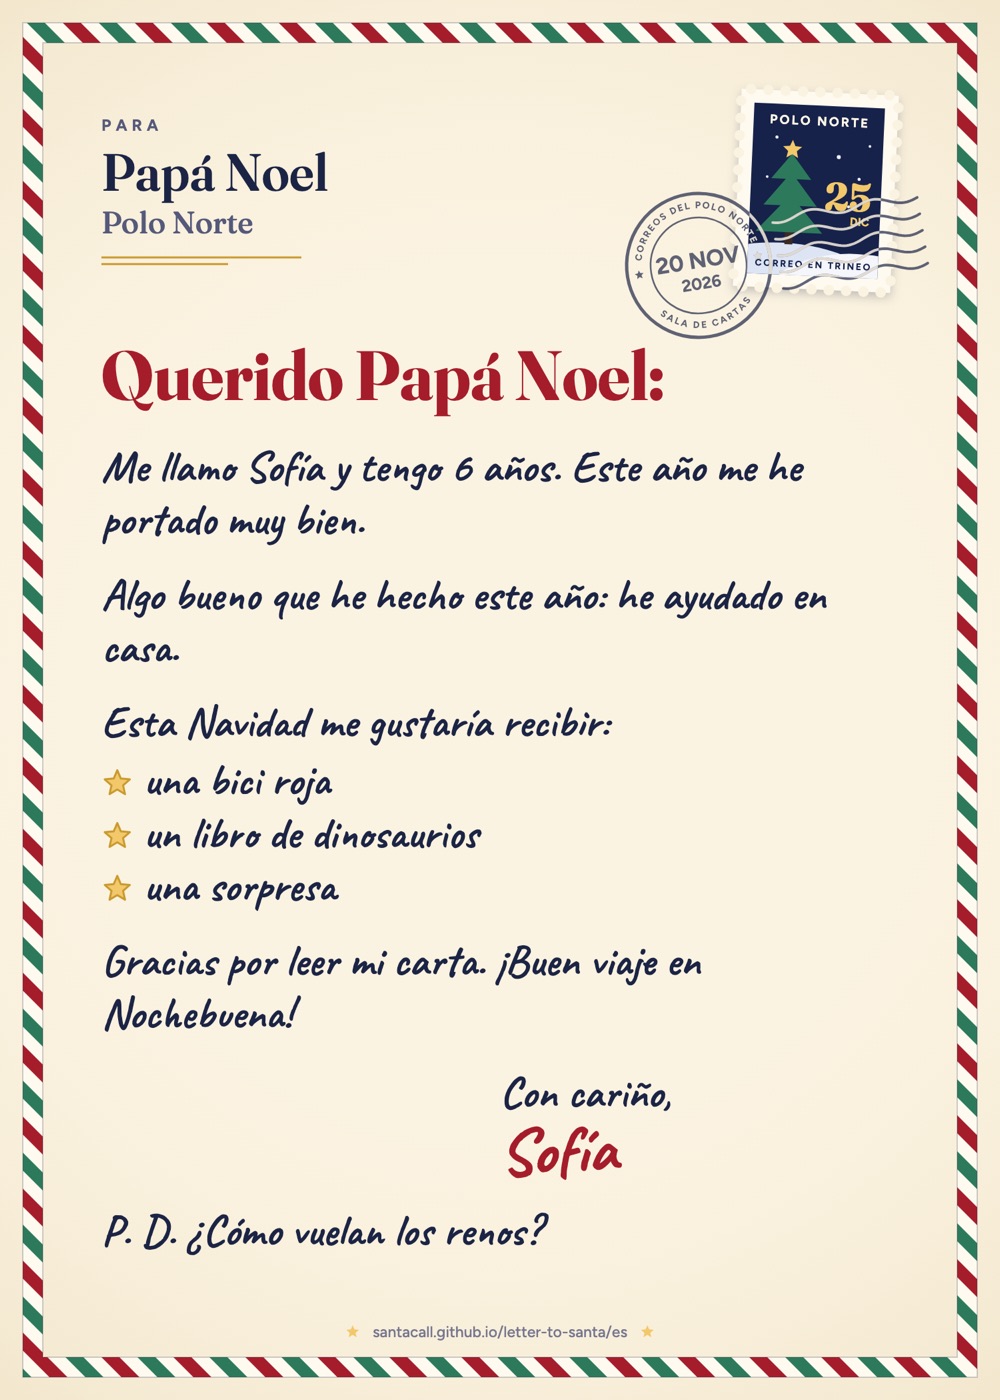 PARA
Papá Noel
Polo Norte
POLO NORTE
25
DIC
CORREO EN TRINEO
CORREOS DEL POLO NORTE
20 NOV
2026
SALA DE CARTAS
Querido Papá Noel:
Me llamo Sofía y tengo 6 años. Este año me he
portado muy bien.
Algo bueno que he hecho este año: he ayudado en
casa.
Esta Navidad me gustaría recibir:
una bici roja
un libro de dinosaurios
una sorpresa
Gracias por leer mi carta. ¡Buen viaje en
Nochebuena!
Con cariño,
Sofía
P. D. ¿Cómo vuelan los renos?
santacall.github.io/letter-to-santa/es